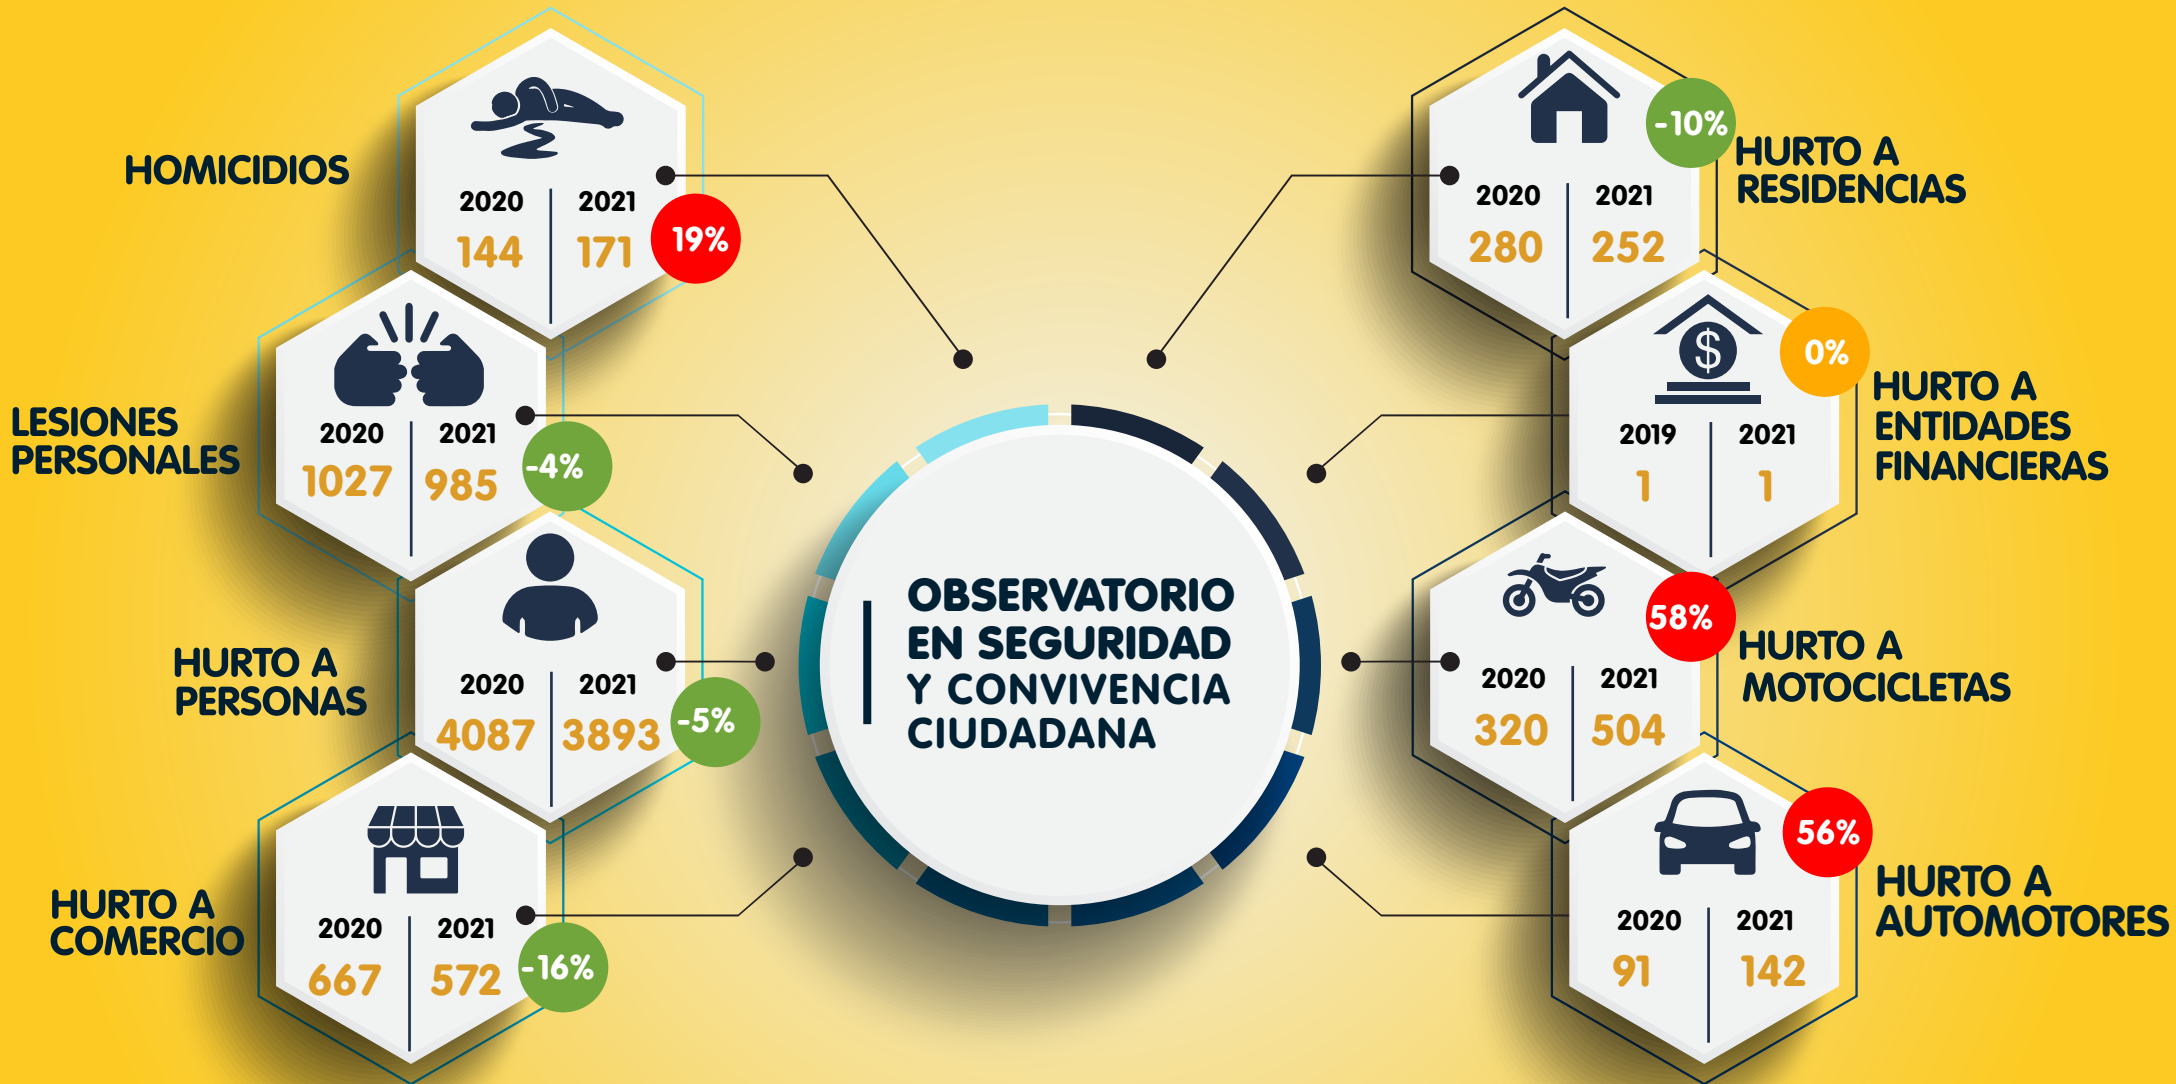 HOMICIDIOS
2020 2021
144 171
19%
LESIONES
PERSONALES
2020 2021
1027 985
-4%
HURTO A
PERSONAS
2020 2021
4087 3893
-5%
HURTO A
COMERCIO
2020 2021
667 572
-16%
OBSERVATORIO
EN SEGURIDAD
Y CONVIVENCIA
CIUDADANA
-10%
HURTO A
RESIDENCIAS
2020 2021
280 252
$
0%
HURTO A
ENTIDADES
FINANCIERAS
2019 2021
1 1
58%
HURTO A
MOTOCICLETAS
2020 2021
320 504
56%
HURTO A
AUTOMOTORES
2020 2021
91 142